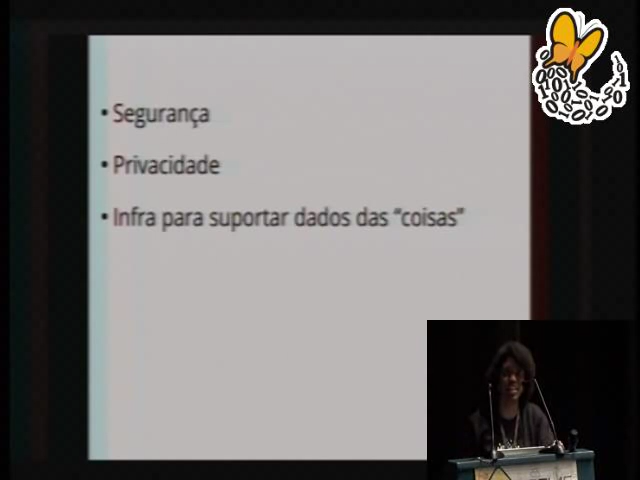 • Segurança
• Privacidade
• Infra para suportar dados das “coisas”